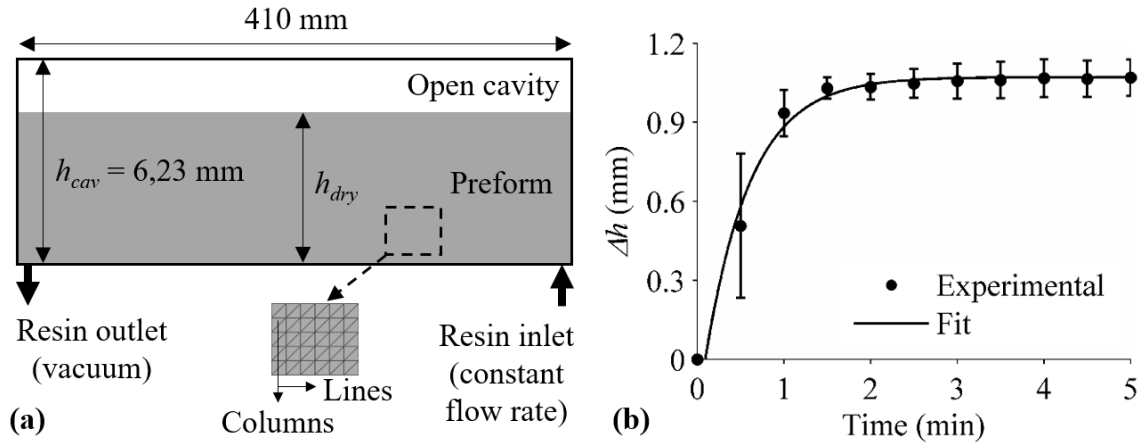 410 mm
Open cavity
h_cav = 6,23 mm
h_dry
Preform
Resin outlet
(vacuum)
Resin inlet
(constant
flow rate)
Lines
Columns
(a)
Δh (mm)
1.2
0.9
0.6
0.3
0
Experimental
Fit
0 1 2 3 4 5
Time (min)
(b)